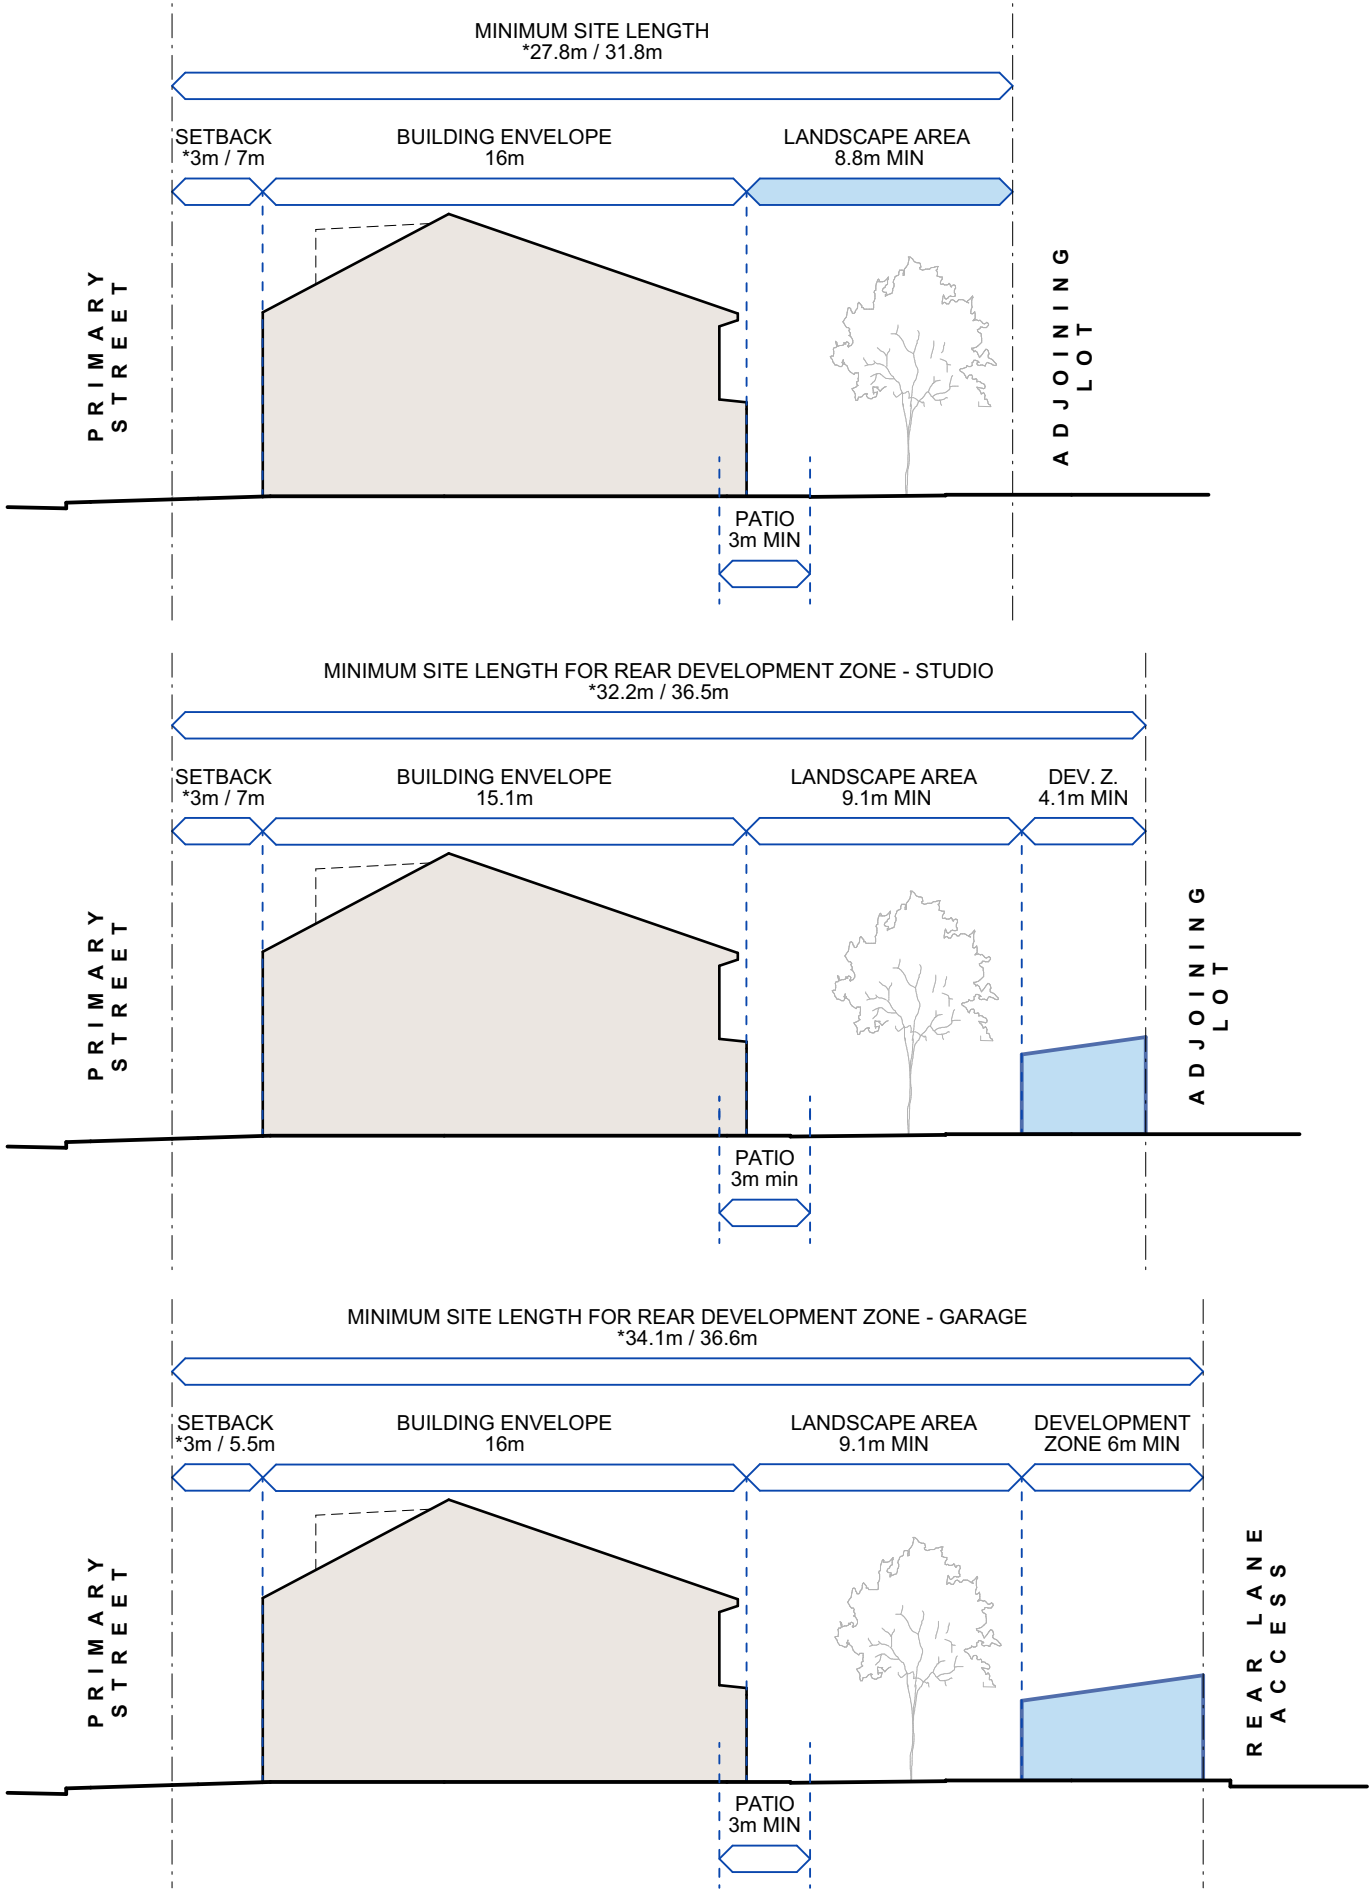 MINIMUM SITE LENGTH
*27.8m / 31.8m
SETBACK
*3m / 7m
BUILDING ENVELOPE
16m
LANDSCAPE AREA
8.8m MIN
PRIMARY
STREET
ADJOINING
LOT
PATIO
3m MIN
MINIMUM SITE LENGTH FOR REAR DEVELOPMENT ZONE - STUDIO
*32.2m / 36.5m
SETBACK
*3m / 7m
BUILDING ENVELOPE
15.1m
LANDSCAPE AREA
9.1m MIN
DEV. Z.
4.1m MIN
PRIMARY
STREET
ADJOINING
LOT
PATIO
3m min
MINIMUM SITE LENGTH FOR REAR DEVELOPMENT ZONE - GARAGE
*34.1m / 36.6m
SETBACK
*3m / 5.5m
BUILDING ENVELOPE
16m
LANDSCAPE AREA
9.1m MIN
DEVELOPMENT
ZONE 6m MIN
PRIMARY
STREET
REAR LANE
ACCESS
PATIO
3m MIN